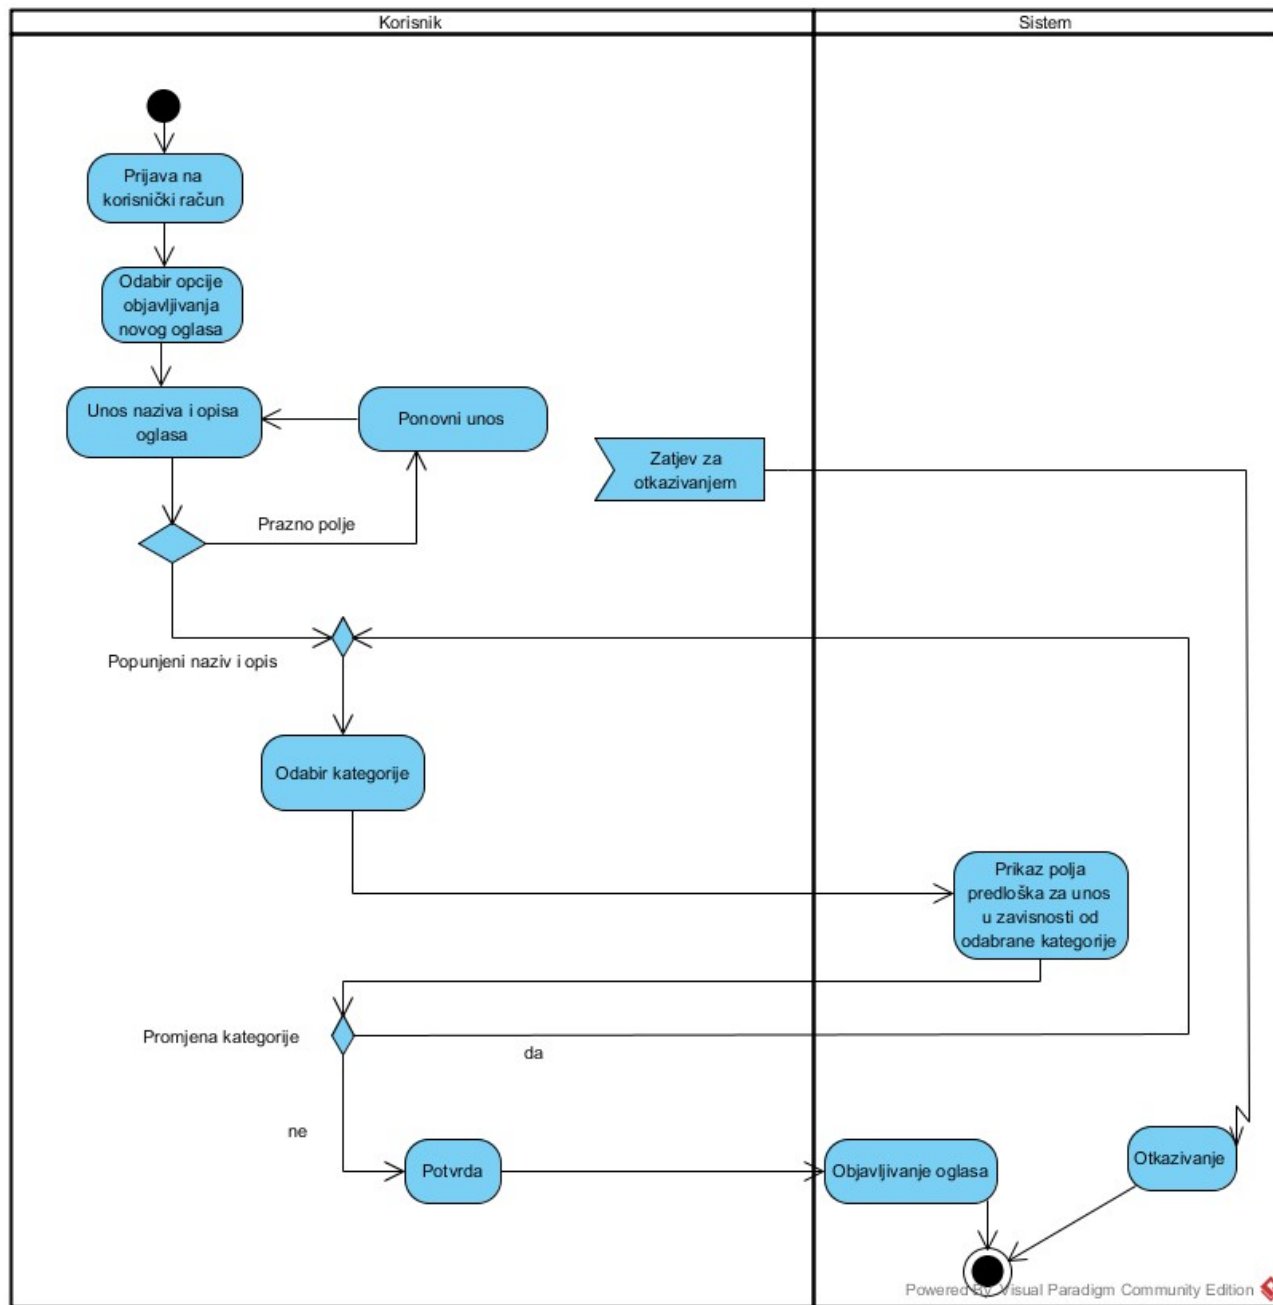 Korisnik
Sistem
Prijava na
korisnički račun
Odabir opcije
objavljivanja
novog oglasa
Unos naziva i opisa
oglasa
Ponovni unos
Zatjev za
otkazivanjem
Prazno polje
Popunjeni naziv i opis
Odabir kategorije
Prikaz polja
predloška za unos
u zavisnosti od
odabrane kategorije
Promjena kategorije
da
ne
Potvrda
Objavljivanje oglasa
Otkazivanje
Powered By Visual Paradigm Community Edition